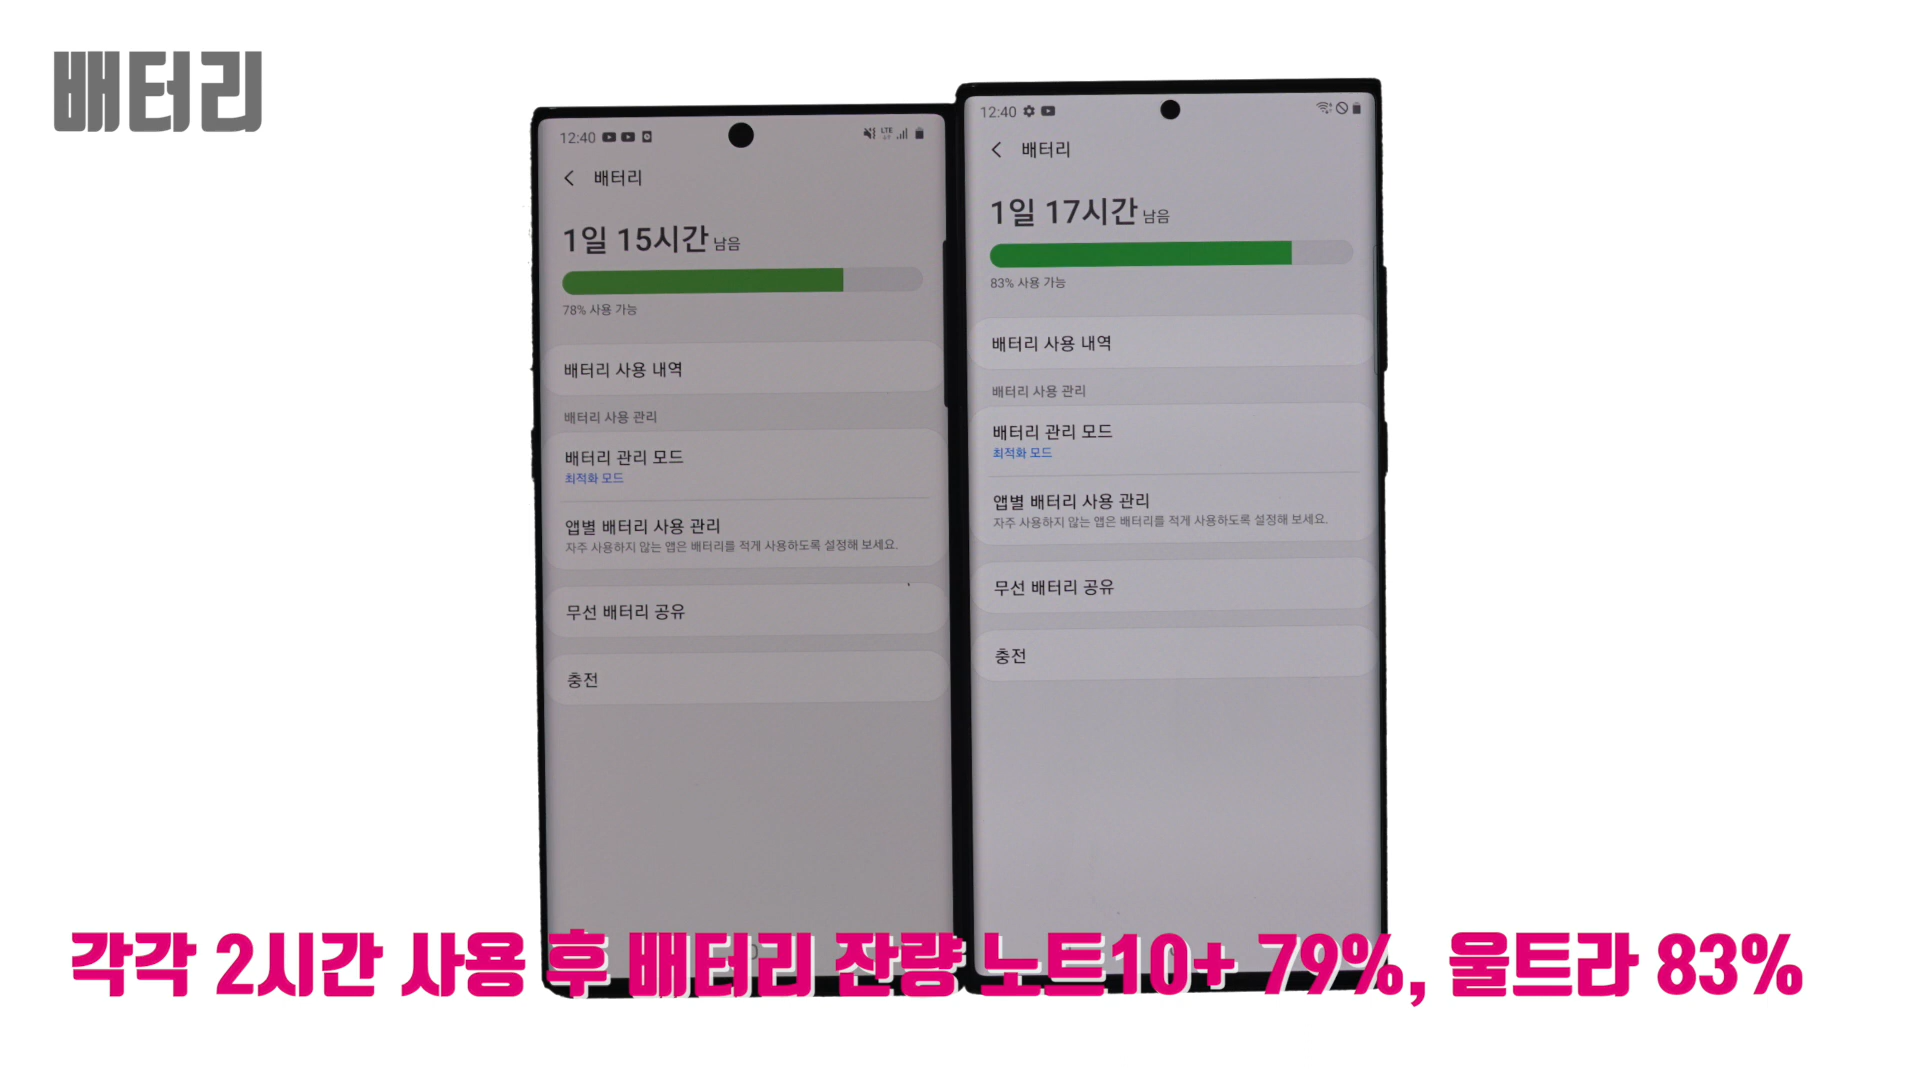 배터리
12:40
배터리
1일 15시간 남음
78% 사용 가능
배터리 사용 내역
배터리 사용 관리
배터리 관리 모드
최적화 모드
앱별 배터리 사용 관리
자주 사용하지 않는 앱은 배터리를 적게 사용하도록 설정해 보세요.
무선 배터리 공유
충전
12:40
배터리
1일 17시간 남음
83% 사용 가능
배터리 사용 내역
배터리 사용 관리
배터리 관리 모드
최적화 모드
앱별 배터리 사용 관리
자주 사용하지 않는 앱은 배터리를 적게 사용하도록 설정해 보세요.
무선 배터리 공유
충전
각각 2시간 사용 후 배터리 잔량 노트10+ 79%, 울트라 83%